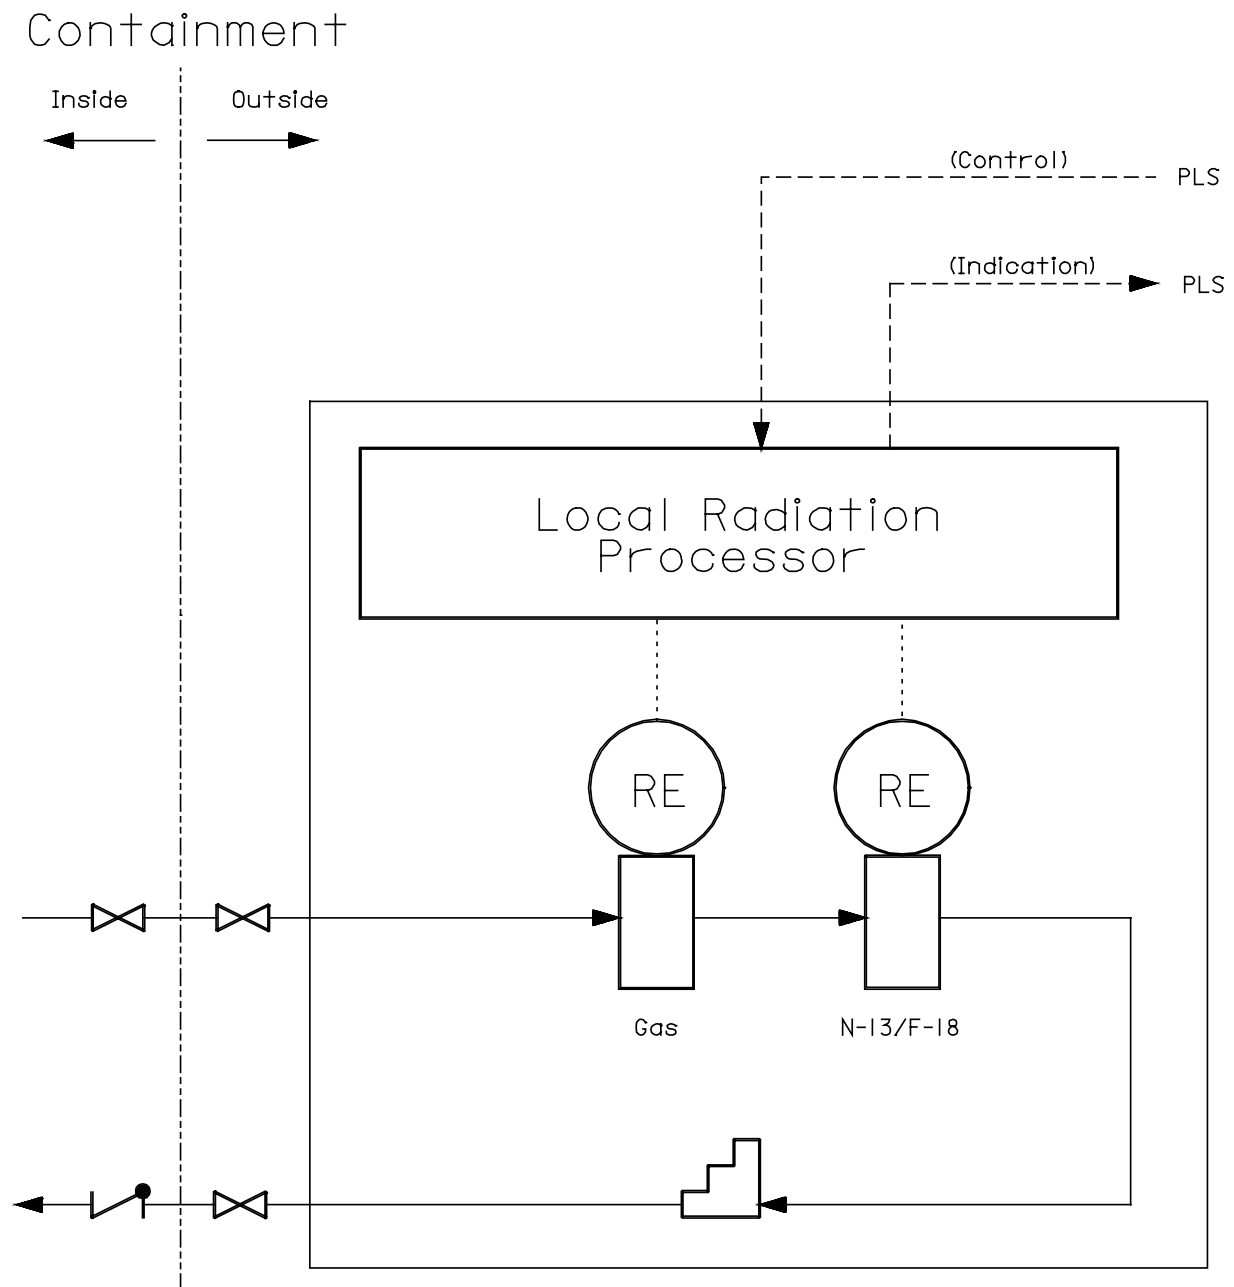 Containment
Inside
Outside
(Control)
PLS
(Indication)
PLS
Local Radiation
Processor
RE
RE
Gas
N-13/F-18